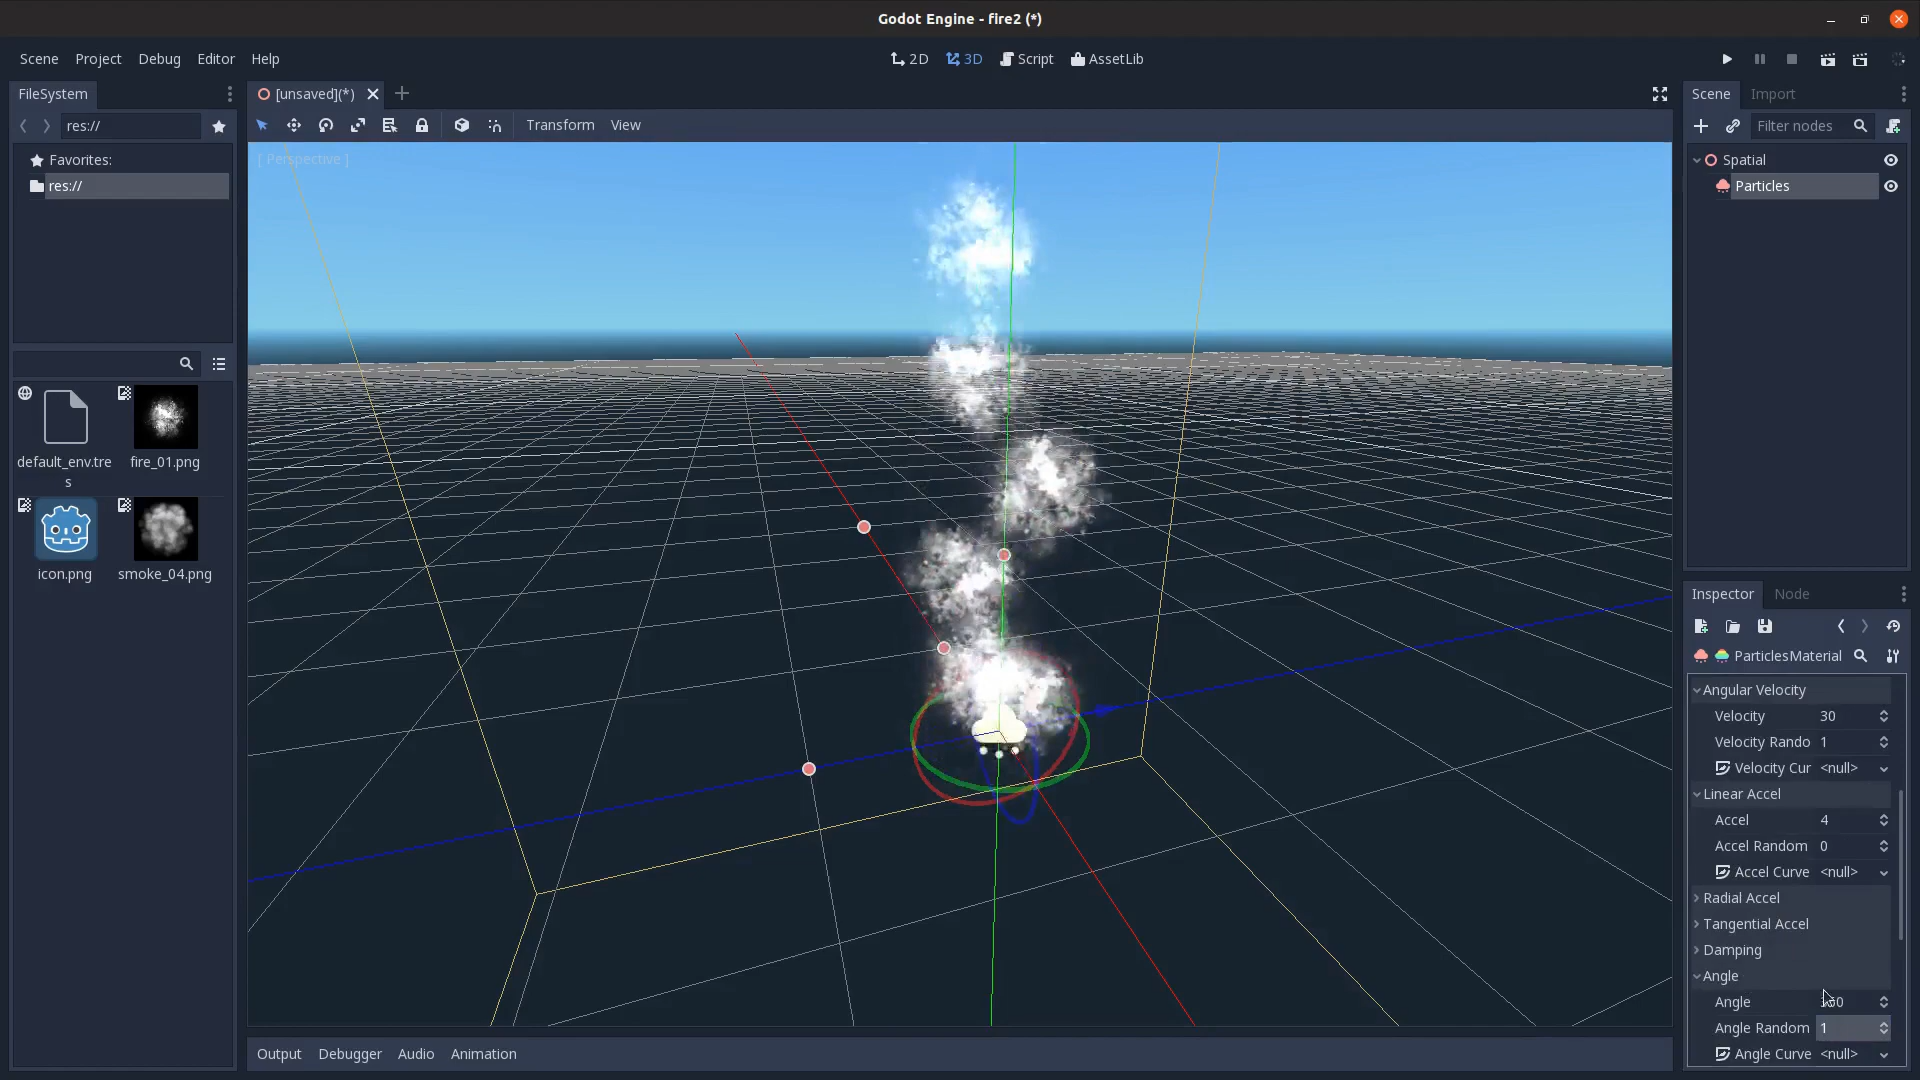 Godot Engine - fire2 (*)
Scene
Project
Debug
Editor
Help
2D
3D
Script
AssetLib
FileSystem
[unsaved](*)
Scene
Import
res://
Transform
View
Filter nodes
[ Perspective ]
Favorites:
res://
Spatial
Particles
default_env.tre
s
fire_01.png
icon.png
smoke_04.png
Inspector
Node
ParticlesMaterial
Angular Velocity
Velocity
30
Velocity Rando
1
Velocity Cur
<null>
Linear Accel
Accel
4
Accel Random
0
Accel Curve
<null>
Radial Accel
Tangential Accel
Damping
Angle
Angle
Angle Random
1
Angle Curve
<null>
Output
Debugger
Audio
Animation